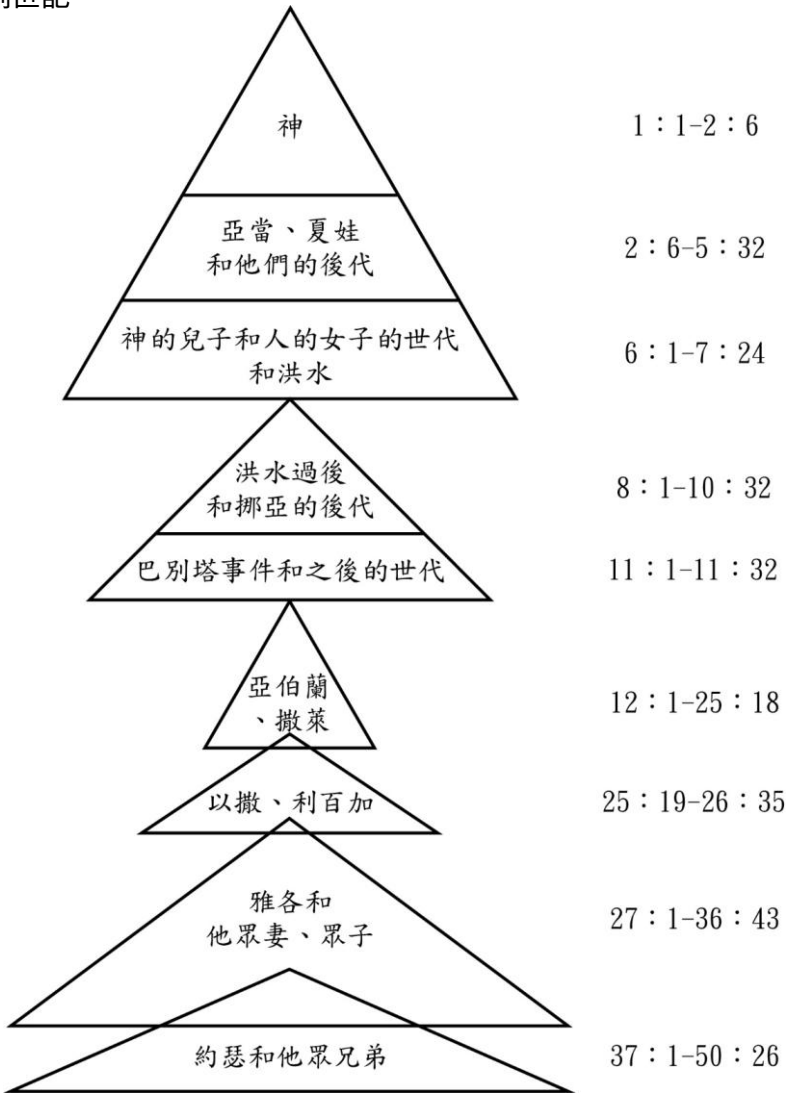 世記
神
1：1–2：6
亞當、夏娃
和他們的後代
2：6–5：32
神的兒子和人的女子的世代
和洪水
6：1–7：24
洪水過後
和挪亞的後代
8：1–10：32
巴別塔事件和之後的世代
11：1–11：32
亞伯蘭
、撒萊
12：1–25：18
以撒、利百加
25：19–26：35
雅各和
他眾妻、眾子
27：1–36：43
約瑟和他眾兄弟
37：1–50：26